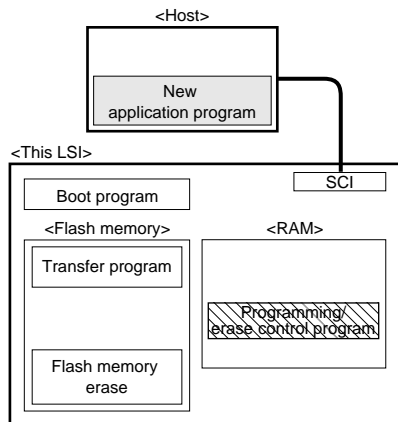 <Host>
New
application program
<This LSI>
SCI
Boot program
<Flash memory>
<RAM>
Transfer program
Programming/
erase control program
Flash memory
erase